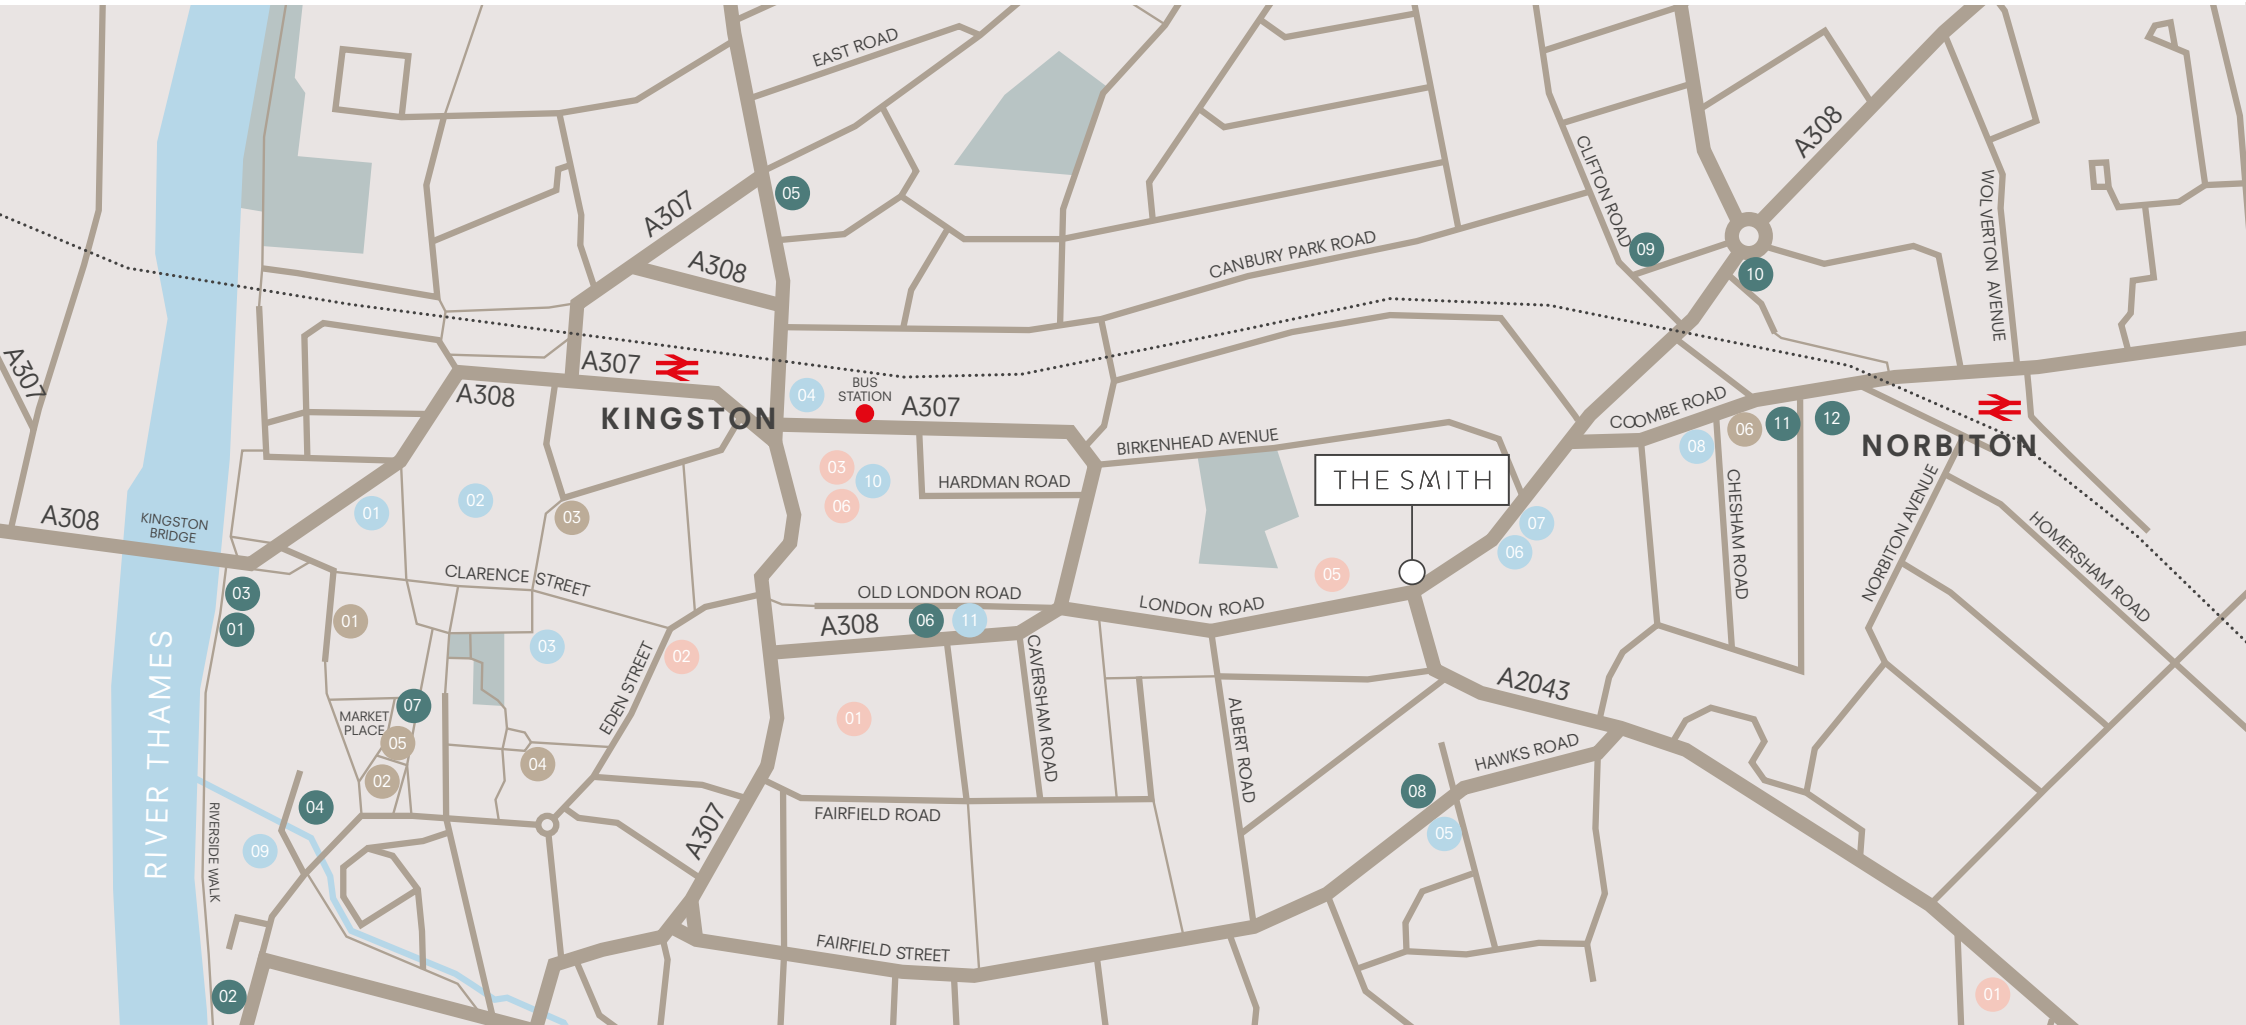 EAST ROAD
A308
CLIFTON ROAD
WOLVERTON AVENUE
A307
05
A308
CANBURY PARK ROAD
09
10
A307
A307
A308
KINGSTON
04
BUS
STATION
A307
COOMBE ROAD
08
06
11
12
NORBITON
BIRKENHEAD AVENUE
03
10
06
HARDMAN ROAD
THE SMITH
CHESHAM ROAD
NORBITON AVENUE
HOMERSHAM ROAD
A308
KINGSTON
BRIDGE
01
02
03
07
06
CLARENCE STREET
05
03
01
01
OLD LONDON ROAD
A308
06
11
LONDON ROAD
RIVER THAMES
03
EDEN STREET
02
CAVERSHAM ROAD
ALBERT ROAD
A2043
MARKET
PLACE
07
05
02
04
01
HAWKS ROAD
04
RIVERSIDE WALK
09
A307
FAIRFIELD ROAD
08
05
FAIRFIELD STREET
02
01